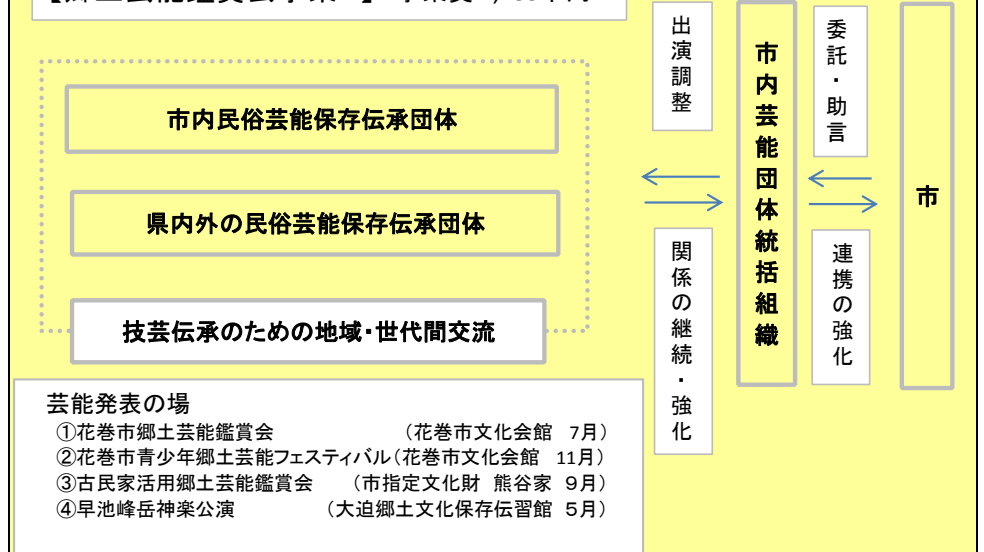 市内民俗芸能保存伝承団体
県内外の民俗芸能保存伝承団体
技芸伝承のための地域・世代間交流
出演調整
関係の継続・強化
市内芸能団体統括組織
委託・助言
連携の強化
市
芸能発表の場
①花巻市郷土芸能鑑賞会 (花巻市文化会館 7月)
②花巻市青少年郷土芸能フェスティバル(花巻市文化会館 11月)
③古民家活用郷土芸能鑑賞会 (市指定文化財 熊谷家 9月)
④早池峰岳神楽公演 (大迫郷土文化保存伝習館 5月)